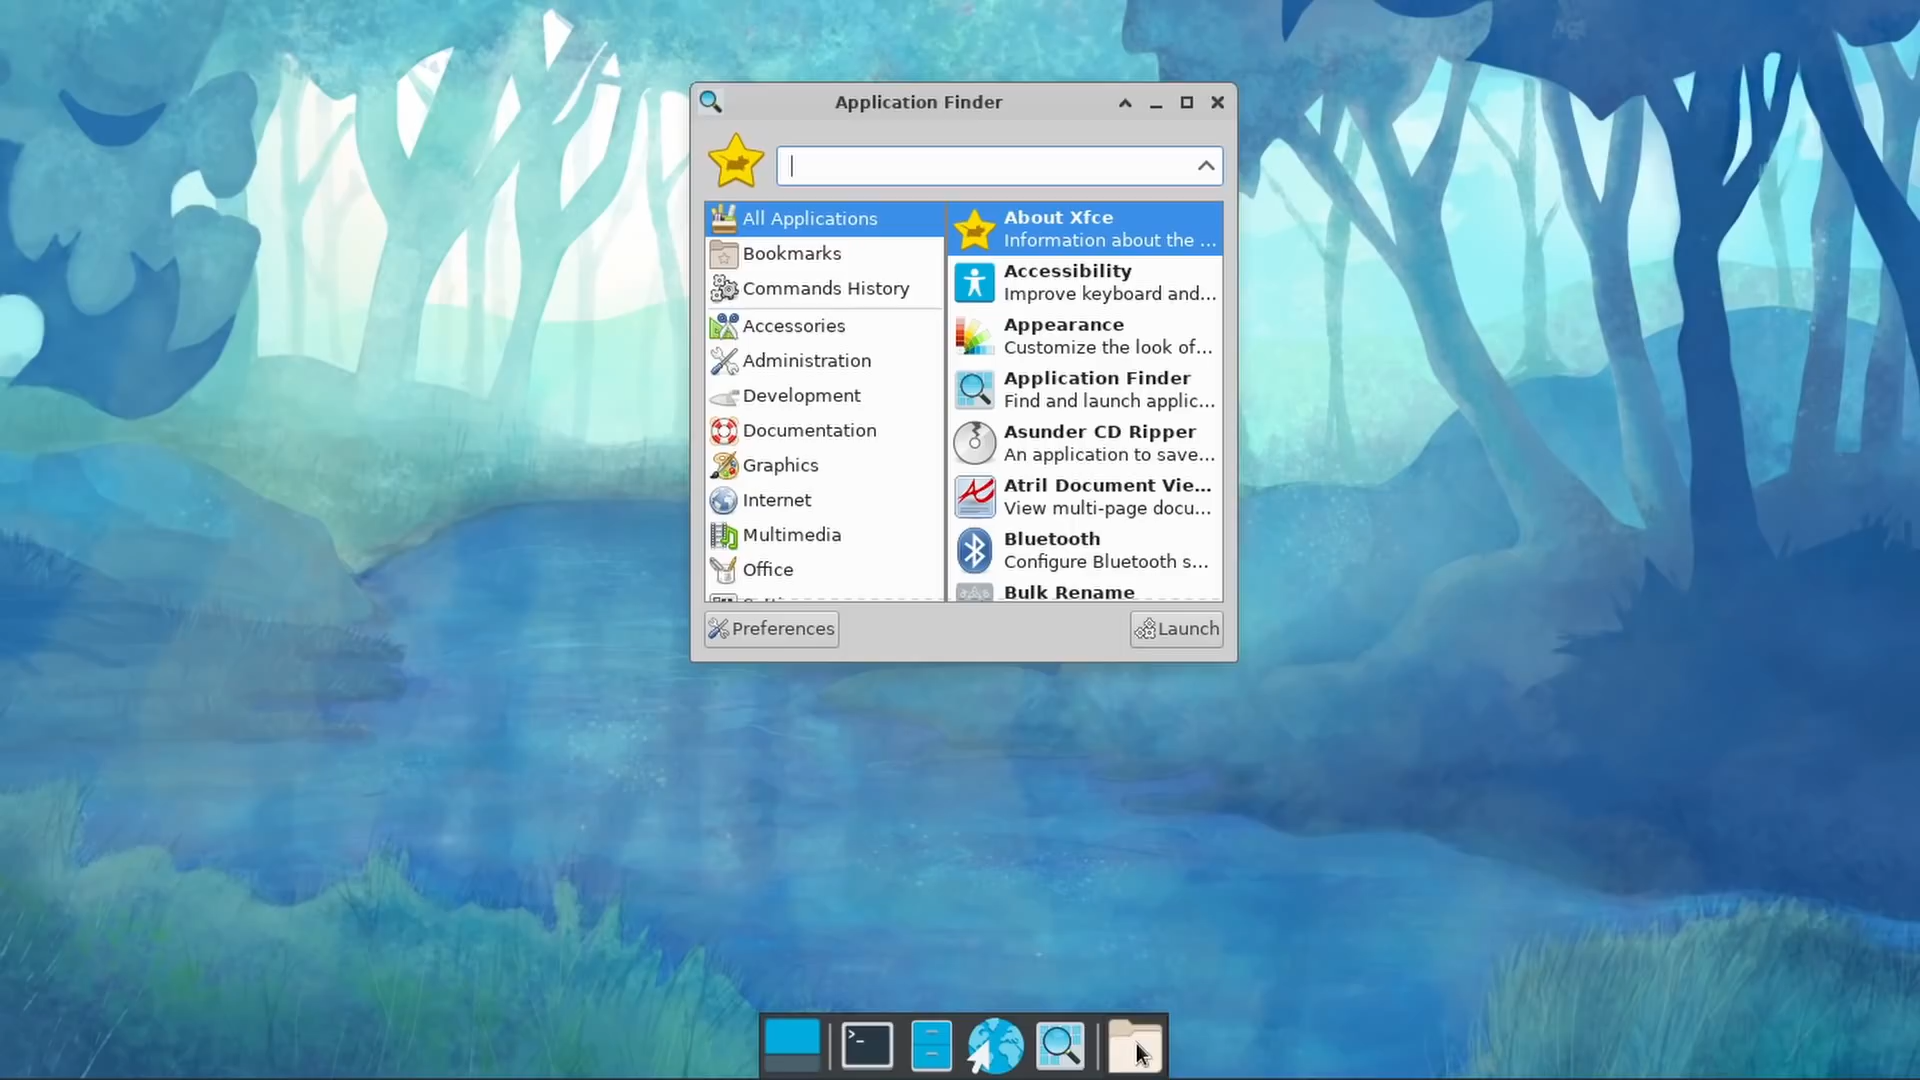 Application Finder
All Applications
Bookmarks
Commands History
Accessories
Administration
Development
Documentation
Graphics
Internet
Multimedia
Office
About Xfce
Information about the ...
Accessibility
Improve keyboard and...
Appearance
Customize the look of...
Application Finder
Find and launch applic...
Asunder CD Ripper
An application to save...
Atril Document Vie...
View multi-page docu...
Bluetooth
Configure Bluetooth s...
Bulk Rename
Preferences
Launch